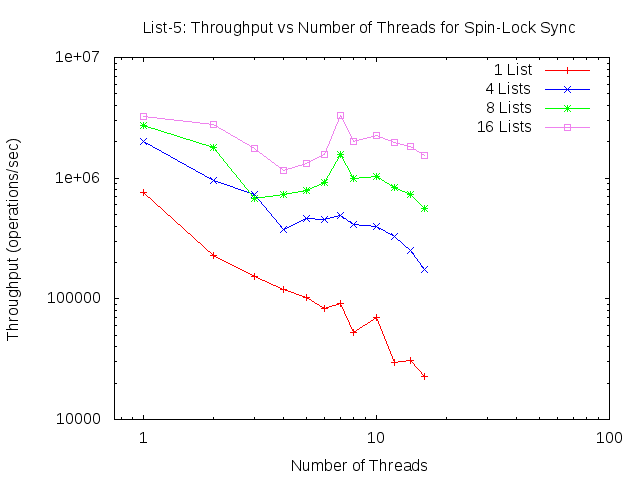 List-5: Throughput vs Number of Threads for Spin-Lock Sync
1e+07
1 List
4 Lists
8 Lists
16 Lists
1e+06
Throughput (operations/sec)
100000
10000
1
10
100
Number of Threads